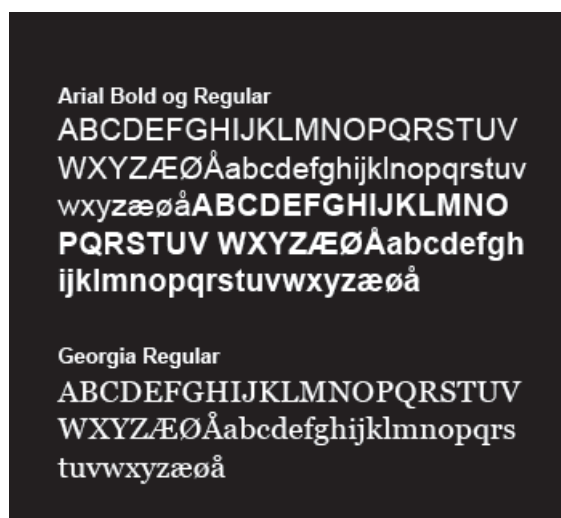 Arial Bold og Regular
ABCDEFGHIJKLMNOPQRSTUV
WXYZÆØÅabcdefghijklnopqrstuv
wxyzæøåABCDEFGHIJKLMNO
PQRSTUV WXYZÆØÅabcdefgh
ijklmnopqrstuvwxyzæøå
Georgia Regular
ABCDEFGHIJKLMNOPQRSTUV
WXYZÆØÅabcdefghijklmnopqrs
tuvwxyzæøå